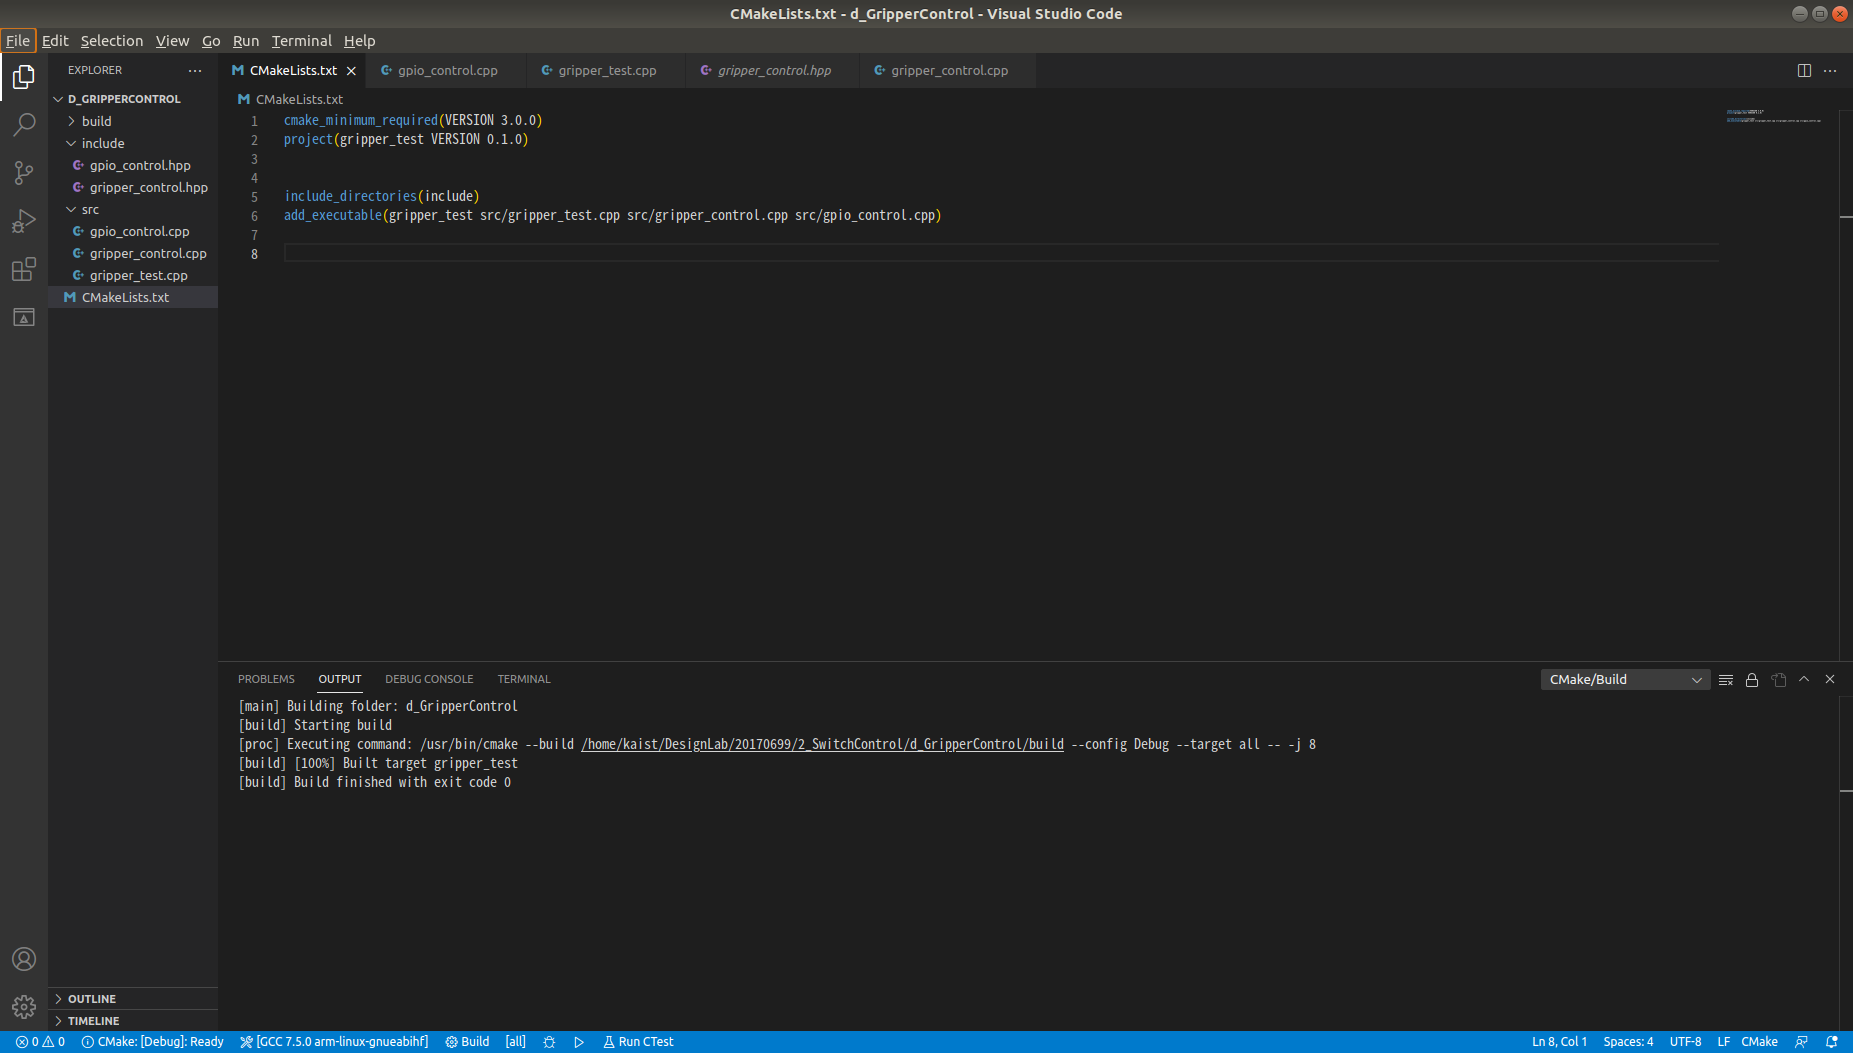 CMakeLists.txt - d_GripperControl - Visual Studio Code
File Edit Selection View Go Run Terminal Help
EXPLORER
D_GRIPPERCONTROL
build
include
gpio_control.hpp
gripper_control.hpp
src
gpio_control.cpp
gripper_control.cpp
gripper_test.cpp
CMakeLists.txt
OUTLINE
TIMELINE
CMakeLists.txt gpio_control.cpp gripper_test.cpp gripper_control.hpp gripper_control.cpp
CMakeLists.txt
1 cmake_minimum_required(VERSION 3.0.0)
2 project(gripper_test VERSION 0.1.0)
3
4
5 include_directories(include)
6 add_executable(gripper_test src/gripper_test.cpp src/gripper_control.cpp src/gpio_control.cpp)
7
8
PROBLEMS OUTPUT DEBUG CONSOLE TERMINAL CMake/Build
[main] Building folder: d_GripperControl
[build] Starting build
[proc] Executing command: /usr/bin/cmake --build /home/kaist/DesignLab/20170699/2_SwitchControl/d_GripperControl/build --config Debug --target all -- -j 8
[build] [100%] Built target gripper_test
[build] Build finished with exit code 0
0 0 CMake: [Debug]: Ready [GCC 7.5.0 arm-linux-gnueabihf] Build [all] Run CTest Ln 8, Col 1 Spaces: 4 UTF-8 LF CMake